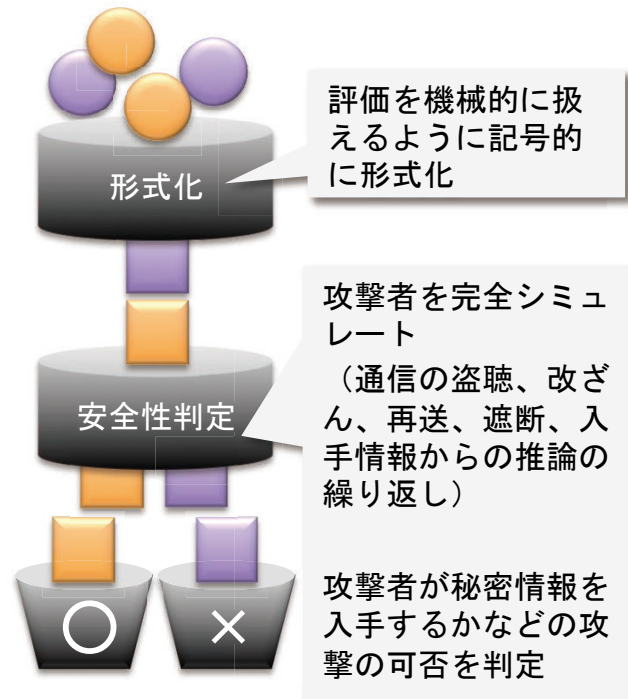 形式化
評価を機械的に扱
えるように記号的
に形式化
安全性判定
攻撃者を完全シミュ
レート
（通信の盗聴、改ざ
ん、再送、遮断、入
手情報からの推論の
繰り返し）
攻撃者が秘密情報を
入手するかなどの攻
撃の可否を判定
○
×